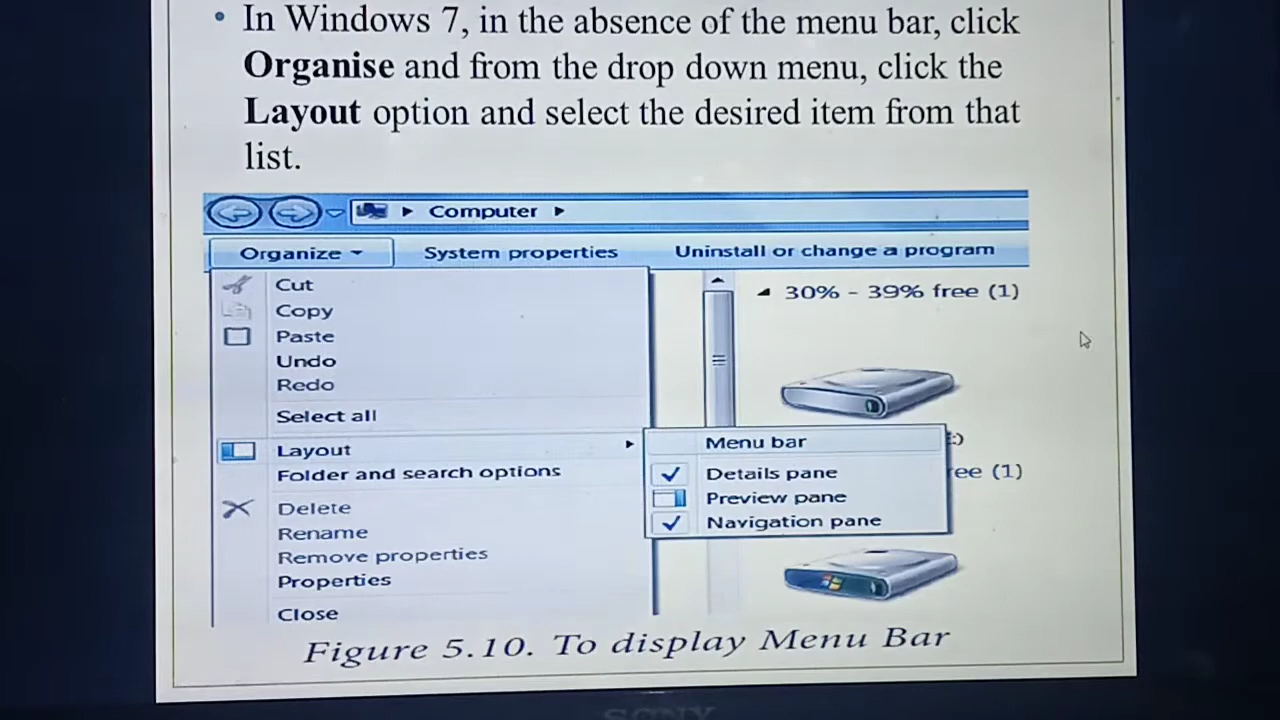 • In Windows 7, in the absence of the menu bar, click
Organise and from the drop down menu, click the
Layout option and select the desired item from that
list.
Computer
Organize
System properties
Uninstall or change a program
Cut
Copy
Paste
Undo
Redo
Select all
Layout
Folder and search options
Delete
Rename
Remove properties
Properties
Close
30% - 39% free (1)
:)
ree (1)
Menu bar
Details pane
Preview pane
Navigation pane
Figure 5.10. To display Menu Bar
SONY